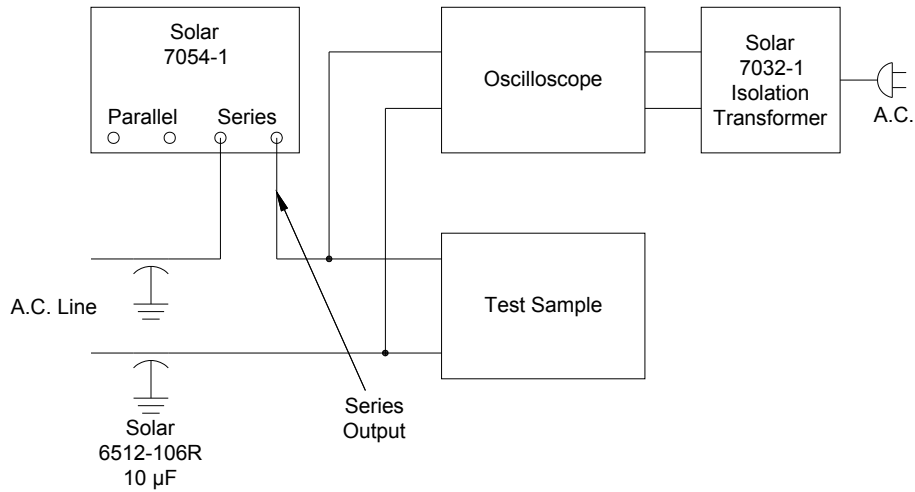 Solar
7054-1
Parallel
Series
Oscilloscope
Solar
7032-1
Isolation
Transformer
A.C.
A.C. Line
Test Sample
Series
Output
Solar
6512-106R
10 µF